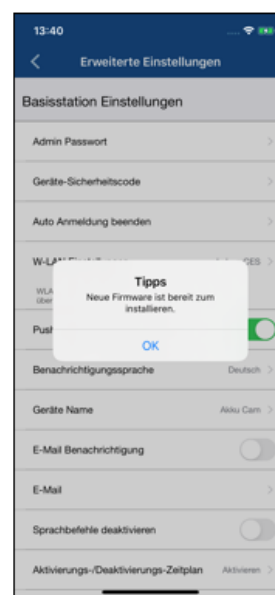 13:40
Erweiterte Einstellungen
Basisstation Einstellungen
Admin Passwort
Geräte-Sicherheitscode
Auto Anmeldung beenden
Tipps
Neue Firmware ist bereit zum
installieren.
OK
Benachrichtigungssprache Deutsch
Geräte Name Akku Cam
E-Mail Benachrichtigung
E-Mail
Sprachbefehle deaktivieren
Aktivierungs-/Deaktivierungs-Zeitplan Aktivieren